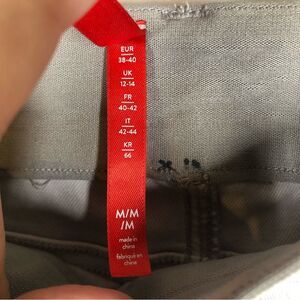 EUR
38-40
UK
12-14
FR
40-42
IT
42-44
KR
66
M/M
/M
made in
china
fabriqué en
chine